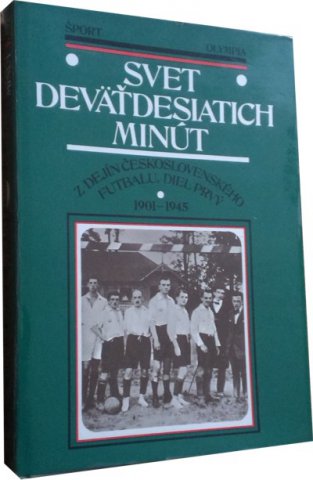 ŠPORT OLYMPIA
SVET
DEVÄŤDESIATICH
MINÚT
Z DEJÍN ČESKOSLOVENSKÉHO
FUTBALU, DIEL PRVÝ
1901–1945